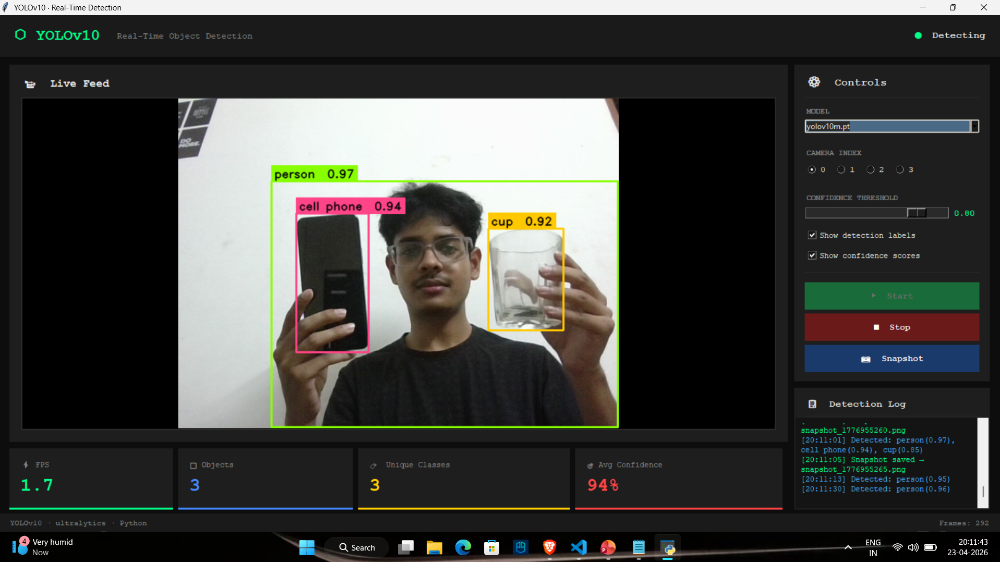 YOLOv10 · Real-Time Detection
YOLOv10 Real-Time Object Detection
Detecting
Live Feed
DO
MORE.
person 0.97
cell phone 0.94
cup 0.92
Controls
MODEL
yolov10m.pt
CAMERA INDEX
0 1 2 3
CONFIDENCE THRESHOLD
0.80
Show detection labels
Show confidence scores
Start
Stop
Snapshot
Detection Log
snapshot_1776955260.png
[20:11:01] Detected: person(0.97),
cell phone(0.94), cup(0.85)
[20:11:05] Snapshot saved →
snapshot_1776955265.png
[20:11:13] Detected: person(0.95)
[20:11:30] Detected: person(0.96)
FPS
1.7
Objects
3
Unique Classes
3
Avg Confidence
94%
YOLOv10 · ultralytics · Python
Frames: 292
4
Very humid
Now
Search
ENG
IN
20:11:43
23-04-2026